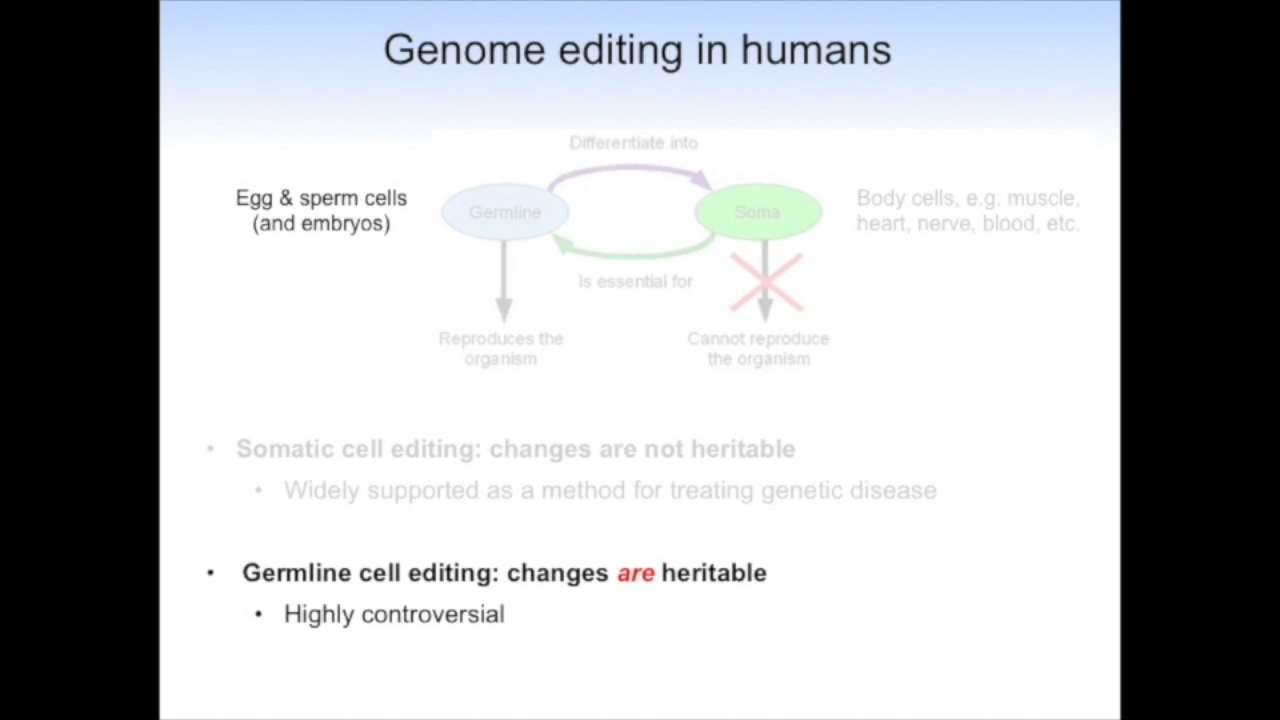 Genome editing in humans
Differentiate into
Egg & sperm cells
(and embryos)
Germline
Soma
Body cells, e.g. muscle,
heart, nerve, blood, etc.
Is essential for
Reproduces the
organism
Cannot reproduce
the organism
• Somatic cell editing: changes are not heritable
• Widely supported as a method for treating genetic disease
• Germline cell editing: changes are heritable
• Highly controversial